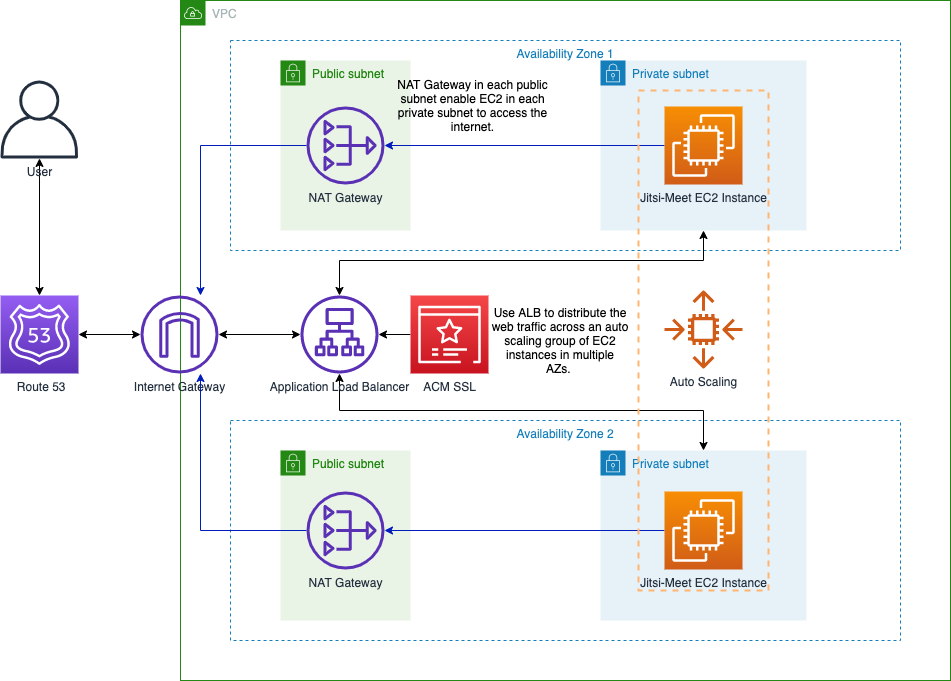 VPC
Availability Zone 1
Public subnet
Private subnet
NAT Gateway in each public
subnet enable EC2 in each
private subnet to access the
internet.
NAT Gateway
Jitsi-Meet EC2 Instance
User
53
Route 53
Internet Gateway
Application Load Balancer
ACM SSL
Use ALB to distribute the
web traffic across an auto
scaling group of EC2
instances in multiple
AZs.
Auto Scaling
Availability Zone 2
Public subnet
Private subnet
NAT Gateway
Jitsi-Meet EC2 Instance